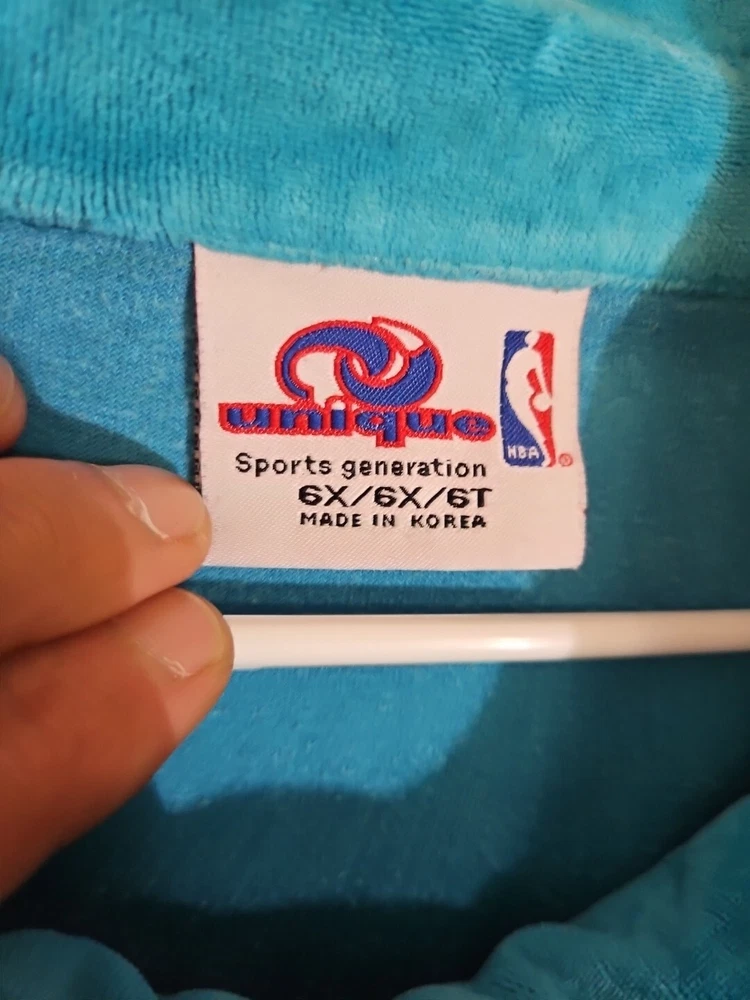 unique
NBA
®
Sports generation
6X/6X/6T
MADE IN KOREA